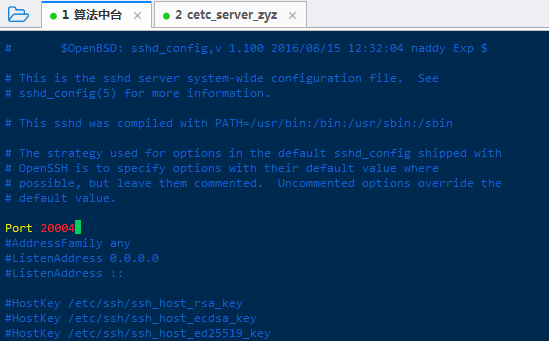 1 算法中台 × 2 cetc_server_zyz ×
# $OpenBSD: sshd_config,v 1.100 2016/08/15 12:32:04 naddy Exp $
# This is the sshd server system-wide configuration file. See
# sshd_config(5) for more information.
# This sshd was compiled with PATH=/usr/bin:/bin:/usr/sbin:/sbin
# The strategy used for options in the default sshd_config shipped with
# OpenSSH is to specify options with their default value where
# possible, but leave them commented. Uncommented options override the
# default value.
Port 20004
#AddressFamily any
#ListenAddress 0.0.0.0
#ListenAddress ::
#HostKey /etc/ssh/ssh_host_rsa_key
#HostKey /etc/ssh/ssh_host_ecdsa_key
#HostKey /etc/ssh/ssh_host_ed25519_key